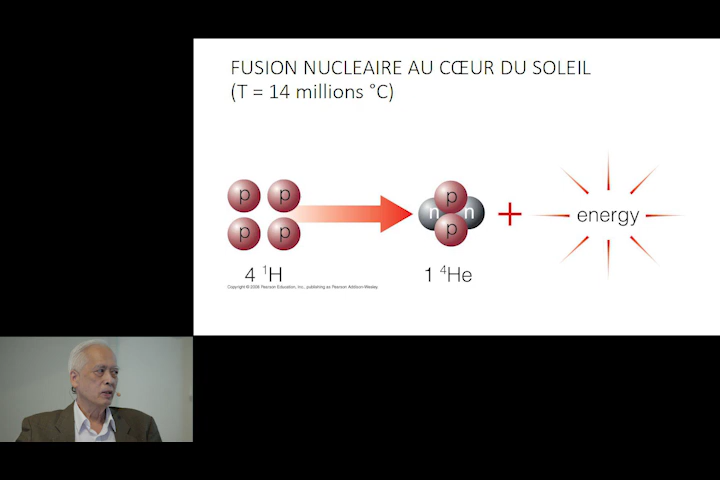 FUSION NUCLEAIRE AU CŒUR DU SOLEIL
(T = 14 millions °C)
p p
p
n n
+ energy
p p
p
4 ¹H
1 ⁴He
Copyright © 2008 Pearson Education, Inc., publishing as Pearson Addison-Wesley.